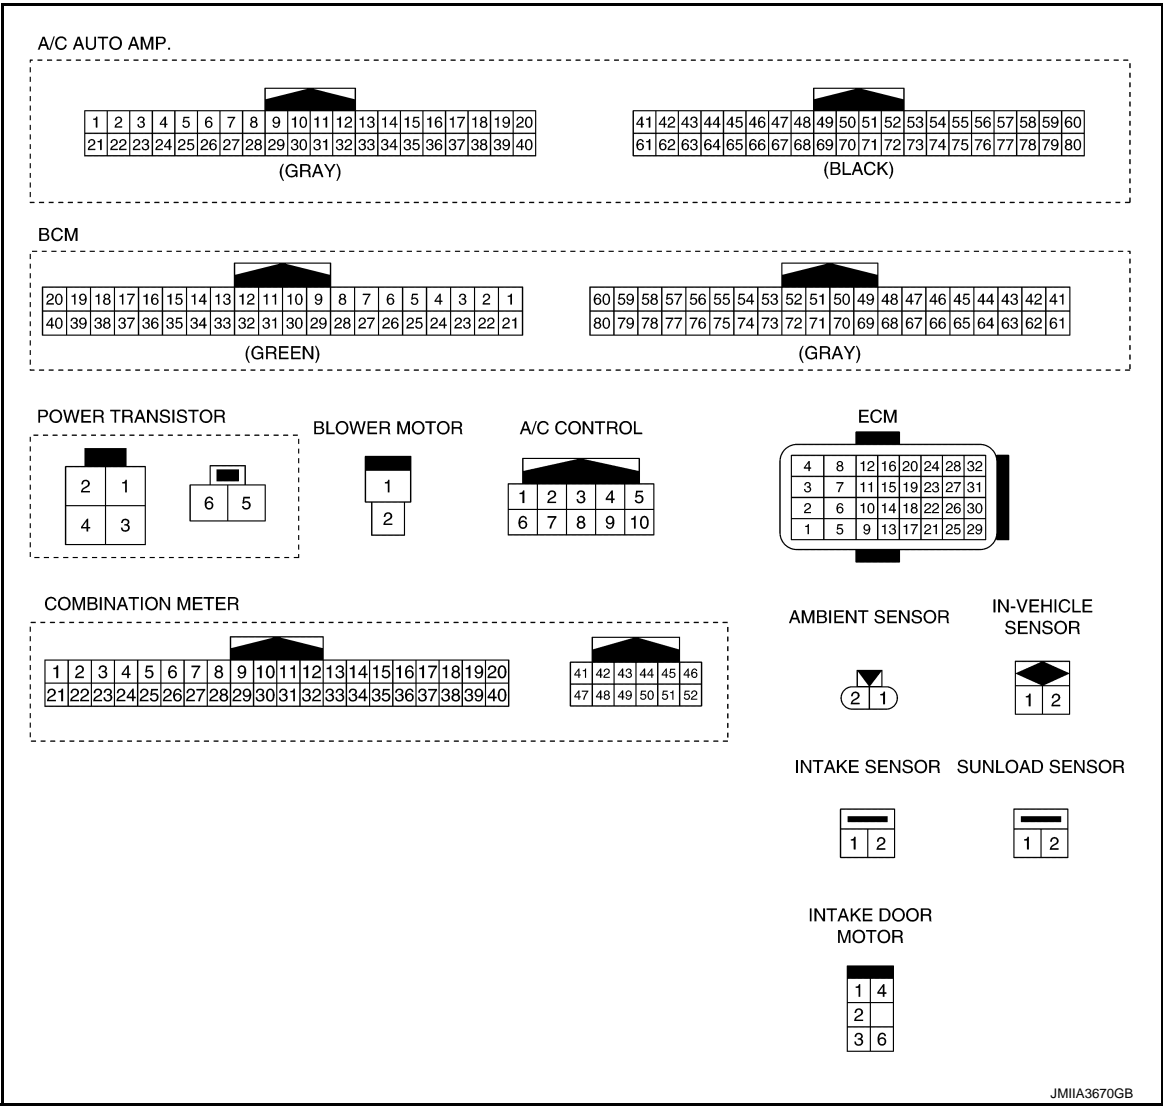 A/C AUTO AMP.
1 2 3 4 5 6 7 8 9 10 11 12 13 14 15 16 17 18 19 20
21 22 23 24 25 26 27 28 29 30 31 32 33 34 35 36 37 38 39 40
(GRAY)
41 42 43 44 45 46 47 48 49 50 51 52 53 54 55 56 57 58 59 60
61 62 63 64 65 66 67 68 69 70 71 72 73 74 75 76 77 78 79 80
(BLACK)
BCM
20 19 18 17 16 15 14 13 12 11 10 9 8 7 6 5 4 3 2 1
40 39 38 37 36 35 34 33 32 31 30 29 28 27 26 25 24 23 22 21
(GREEN)
60 59 58 57 56 55 54 53 52 51 50 49 48 47 46 45 44 43 42 41
80 79 78 77 76 75 74 73 72 71 70 69 68 67 66 65 64 63 62 61
(GRAY)
POWER TRANSISTOR
2 1
4 3
6 5
BLOWER MOTOR
1
2
A/C CONTROL
1 2 3 4 5
6 7 8 9 10
ECM
4 8 12 16 20 24 28 32
3 7 11 15 19 23 27 31
2 6 10 14 18 22 26 30
1 5 9 13 17 21 25 29
COMBINATION METER
1 2 3 4 5 6 7 8 9 10 11 12 13 14 15 16 17 18 19 20
21 22 23 24 25 26 27 28 29 30 31 32 33 34 35 36 37 38 39 40
41 42 43 44 45 46
47 48 49 50 51 52
AMBIENT SENSOR
2 1
IN-VEHICLE
SENSOR
1 2
INTAKE SENSOR
1 2
SUNLOAD SENSOR
1 2
INTAKE DOOR
MOTOR
1 4
2
3 6
JMIIA3670GB